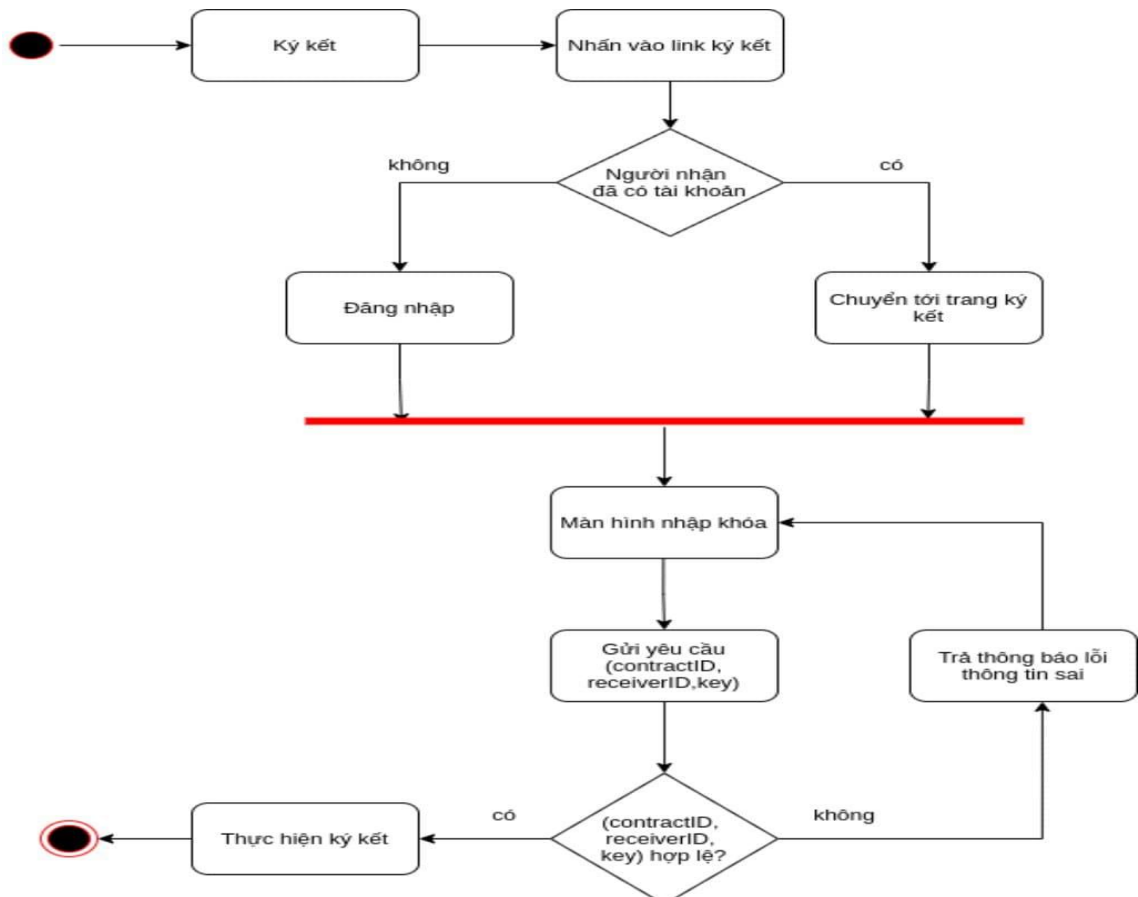 Ký kết
Nhấn vào link ký kết
không
Người nhận
đã có tài khoản
có
Đăng nhập
Chuyển tới trang ký
kết
Màn hình nhập khóa
Gửi yêu cầu
(contractID,
receiverID,key)
Trả thông báo lỗi
thông tin sai
Thực hiện ký kết
có
(contractID,
receiverID,
key) hợp lệ?
không